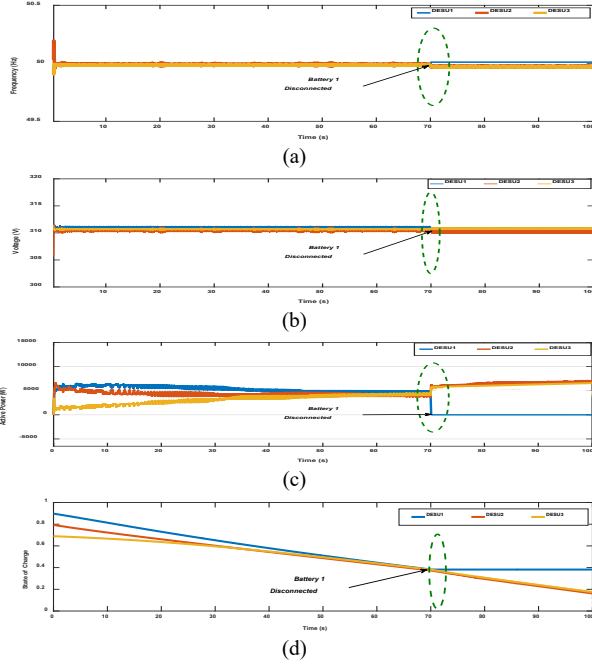 50.5
DESU1 DESU2 DESU3
Frequency (Hz)
50
Battery 1
Disconnected
49.5
0 10 20 30 40 50 60 70 80 90 100
Time (s)
(a)
320
DESU1 DESU2 DESU3
315
Voltage (V)
310
Battery 1
Disconnected
305
300
0 10 20 30 40 50 60 70 80 90 100
Time (s)
(b)
15000
DESU1 DESU2 DESU3
10000
Active Power (W)
5000
Battery 1
Disconnected
0
-5000
0 10 20 30 40 50 60 70 80 90 100
Time (s)
(c)
1
DESU1 DESU2 DESU3
0.8
0.6
State of Charge
0.4
Battery 1
Disconnected
0.2
0
0 10 20 30 40 50 60 70 80 90 100
Time (s)
(d)